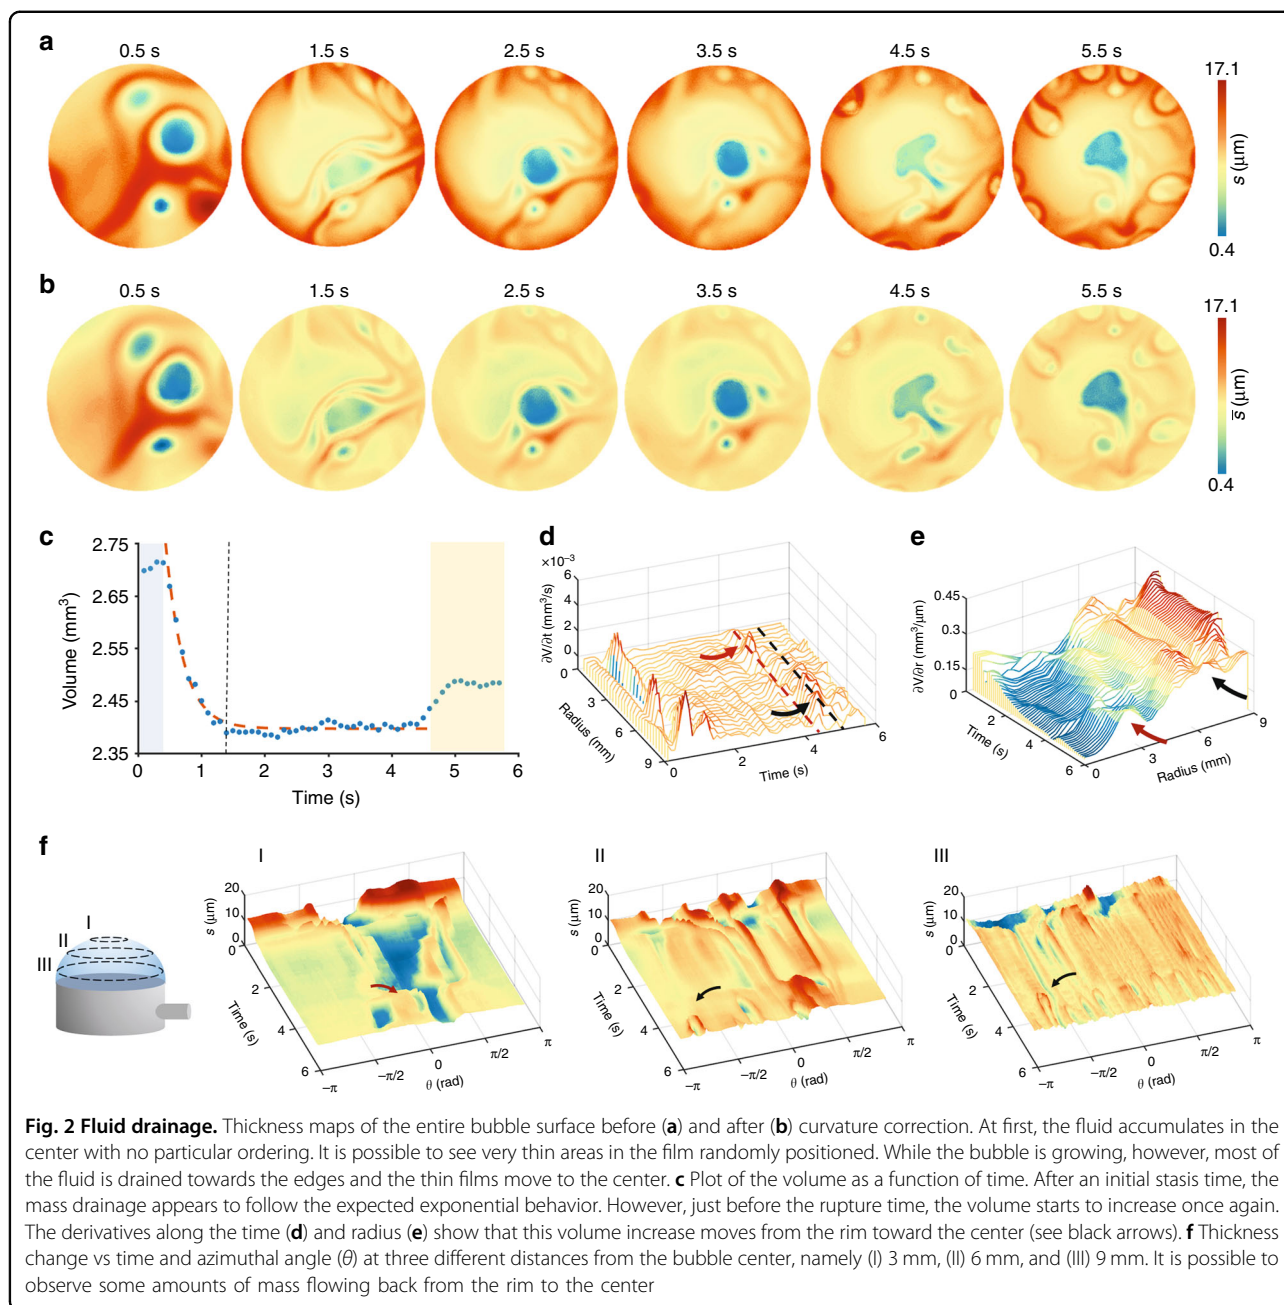 a
0.5 s 1.5 s 2.5 s 3.5 s 4.5 s 5.5 s
17.1
s (μm)
0.4
b
0.5 s 1.5 s 2.5 s 3.5 s 4.5 s 5.5 s
17.1
s̅ (μm)
0.4
c
2.75
2.65
2.55
2.45
2.35
Volume (mm³)
0 1 2 3 4 5 6
Time (s)
d
×10⁻³
6
4
2
0
∂V/∂t (mm³/s)
0
3
6
9
Radius (mm)
0
2
4
6
Time (s)
e
0.45
0.3
0.15
0
∂V/∂r (mm³/μm)
2
4
6
Time (s)
0
3
6
9
Radius (mm)
f
I
II
III
I
20
10
0
s (μm)
2
4
6
Time (s)
−π
−π/2
0
π/2
π
θ (rad)
II
20
10
0
s (μm)
2
4
6
Time (s)
−π
−π/2
0
π/2
π
θ (rad)
III
20
10
0
s (μm)
2
4
6
Time (s)
−π
−π/2
0
π/2
π
θ (rad)
Fig. 2 Fluid drainage. Thickness maps of the entire bubble surface before (a) and after (b) curvature correction. At first, the fluid accumulates in the
center with no particular ordering. It is possible to see very thin areas in the film randomly positioned. While the bubble is growing, however, most of
the fluid is drained towards the edges and the thin films move to the center. c Plot of the volume as a function of time. After an initial stasis time, the
mass drainage appears to follow the expected exponential behavior. However, just before the rupture time, the volume starts to increase once again.
The derivatives along the time (d) and radius (e) show that this volume increase moves from the rim toward the center (see black arrows). f Thickness
change vs time and azimuthal angle (θ) at three different distances from the bubble center, namely (I) 3 mm, (II) 6 mm, and (III) 9 mm. It is possible to
observe some amounts of mass flowing back from the rim to the center